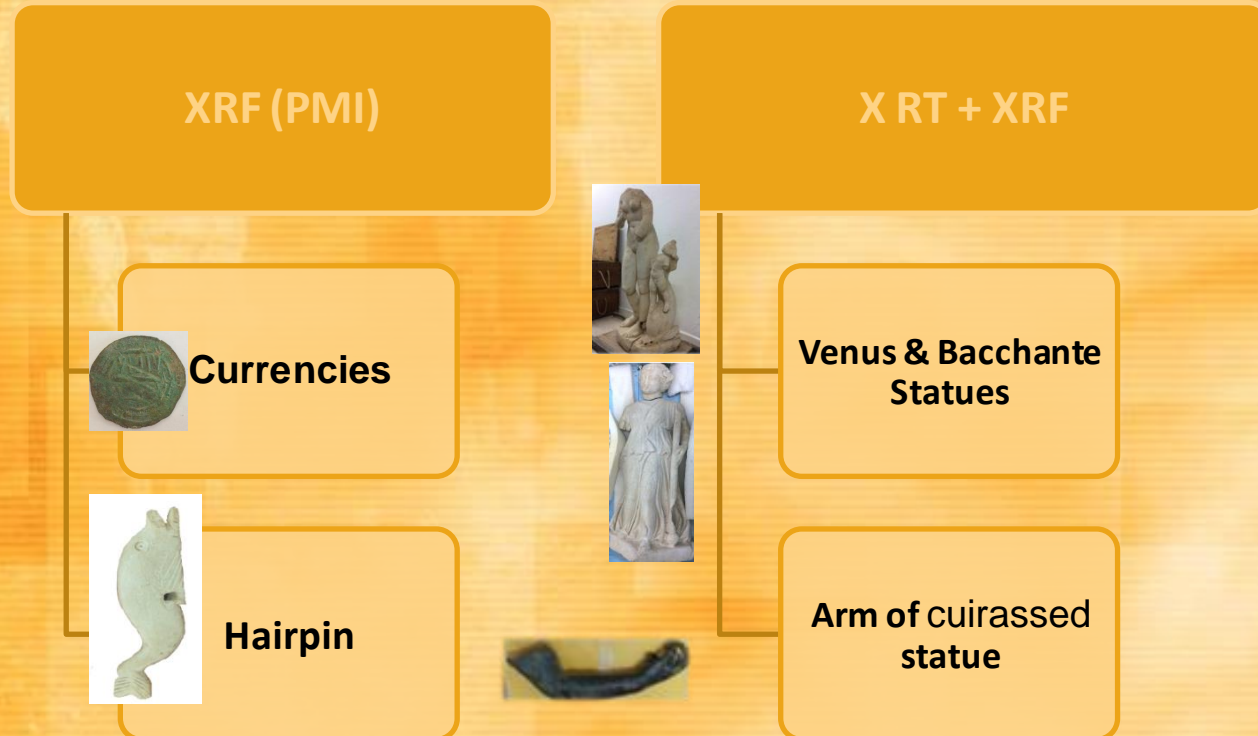 XRF (PMI)
Currencies
Hairpin
X RT + XRF
Venus & Bacchante
Statues
Arm of cuirassed
statue